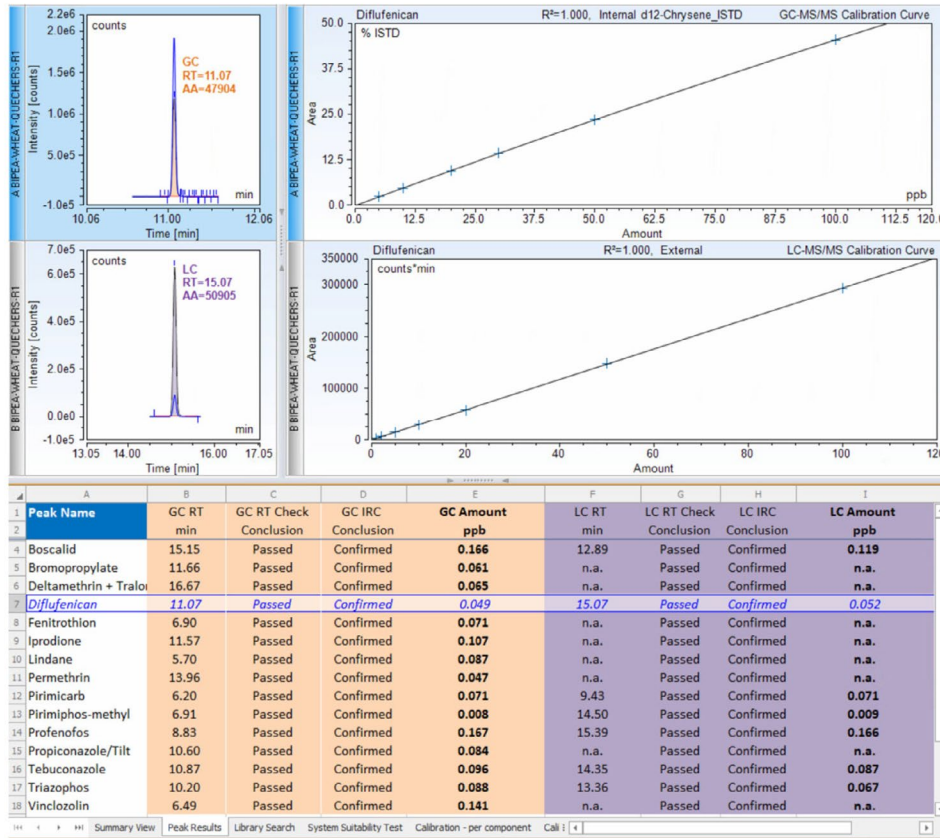 A BIPEA-WHEAT-QUECHERS-R1
Intensity [counts]
2.2e6
2.0e6
1.5e6
1.0e6
5.0e5
-1.0e5
counts
GC
RT=11.07
AA=47904
min
10.06 11.00 12.06
Time [min]
A BIPEA-WHEAT-QUECHERS-R1
Diflufenican R²=1.000, Internal d12-Chrysene_ISTD GC-MS/MS Calibration Curve
% ISTD
Area
50.0
37.5
25.0
12.5
0.0
ppb
0.0 12.5 25.0 37.5 50.0 62.5 75.0 87.5 100.0 112.5 120.0
Amount
B BIPEA-WHEAT-QUECHERS-R1
Intensity [counts]
7.0e5
6.0e5
4.0e5
2.0e5
0.0e0
-1.0e5
counts
LC
RT=15.07
AA=50905
min
13.05 14.00 16.00 17.05
Time [min]
B BIPEA-WHEAT-QUECHERS-R1
Diflufenican R²=1.000, External LC-MS/MS Calibration Curve
counts*min
Area
350000
300000
200000
100000
0
0 20 40 60 80 100 120
Amount
A B C D E F G H I
1 Peak Name GC RT GC RT Check GC IRC GC Amount LC RT LC RT Check LC IRC LC Amount
2 min Conclusion Conclusion ppb min Conclusion Conclusion ppb
4 Boscalid 15.15 Passed Confirmed 0.166 12.89 Passed Confirmed 0.119
5 Bromopropylate 11.66 Passed Confirmed 0.061 n.a. Passed Confirmed n.a.
6 Deltamethrin + Tralo 16.67 Passed Confirmed 0.065 n.a. Passed Confirmed n.a.
7 Diflufenican 11.07 Passed Confirmed 0.049 15.07 Passed Confirmed 0.052
8 Fenitrothion 6.90 Passed Confirmed 0.071 n.a. Passed Confirmed n.a.
9 Iprodione 11.57 Passed Confirmed 0.107 n.a. Passed Confirmed n.a.
10 Lindane 5.70 Passed Confirmed 0.087 n.a. Passed Confirmed n.a.
11 Permethrin 13.96 Passed Confirmed 0.047 n.a. Passed Confirmed n.a.
12 Pirimicarb 6.20 Passed Confirmed 0.071 9.43 Passed Confirmed 0.071
13 Pirimiphos-methyl 6.91 Passed Confirmed 0.008 14.50 Passed Confirmed 0.009
14 Profenofos 8.83 Passed Confirmed 0.167 15.39 Passed Confirmed 0.166
15 Propiconazole/Tilt 10.60 Passed Confirmed 0.084 n.a. Passed Confirmed n.a.
16 Tebuconazole 10.87 Passed Confirmed 0.096 14.35 Passed Confirmed 0.087
17 Triazophos 10.20 Passed Confirmed 0.088 13.36 Passed Confirmed 0.067
18 Vinclozolin 6.49 Passed Confirmed 0.141 n.a. Passed Confirmed n.a.
Summary View Peak Results Library Search System Suitability Test Calibration - per component Cali